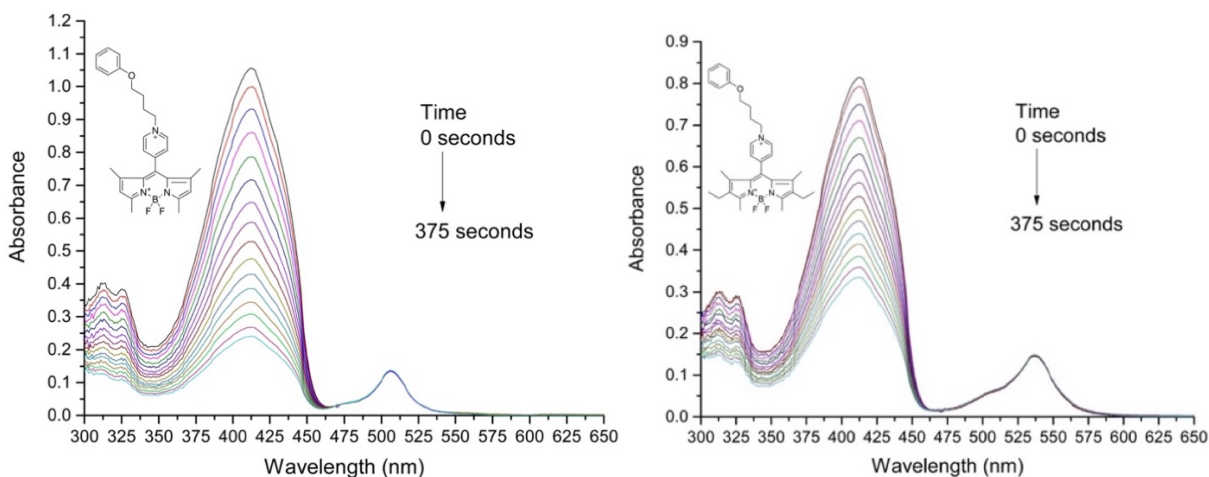 1.2
1.1
1.0
0.9
0.8
0.7
0.6
0.5
0.4
0.3
0.2
0.1
0.0
Absorbance
300 325 350 375 400 425 450 475 500 525 550 575 600 625 650
Wavelength (nm)
Time
0 seconds
375 seconds
O
N
+
N
+
B
-
N
F
F
0.9
0.8
0.7
0.6
0.5
0.4
0.3
0.2
0.1
0.0
Absorbance
300 325 350 375 400 425 450 475 500 525 550 575 600 625 650
Wavelength (nm)
Time
0 seconds
375 seconds
O
N
+
N
+
B
-
N
F
F